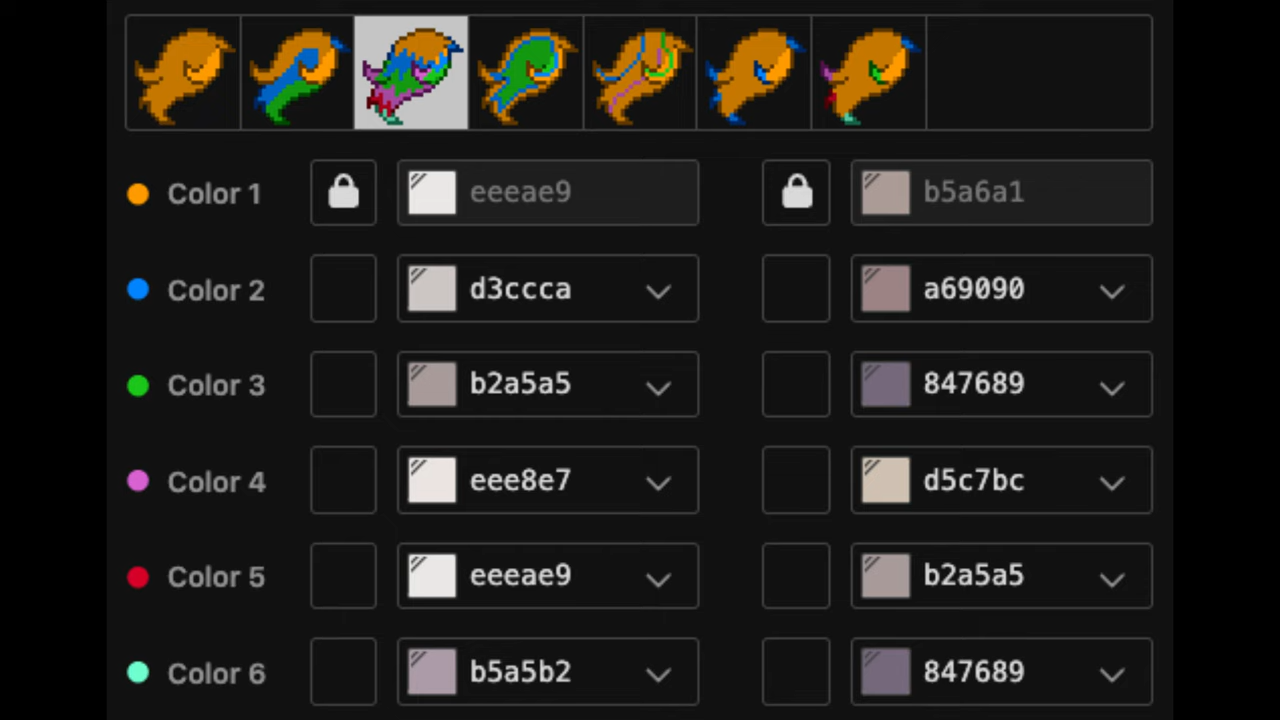 Color 1 eeeae9 b5a6a1
Color 2 d3ccca a69090
Color 3 b2a5a5 847689
Color 4 eee8e7 d5c7bc
Color 5 eeeae9 b2a5a5
Color 6 b5a5b2 847689